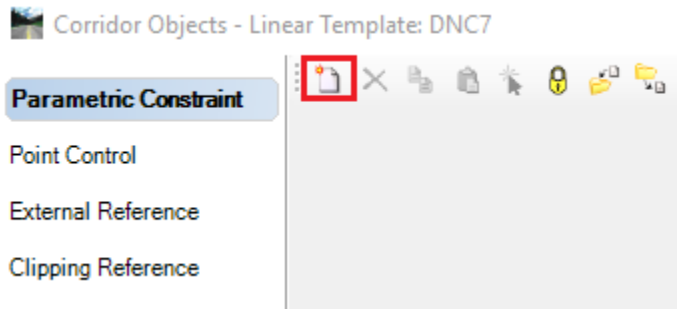 Corridor Objects - Linear Template: DNC7
Parametric Constraint
Point Control
External Reference
Clipping Reference